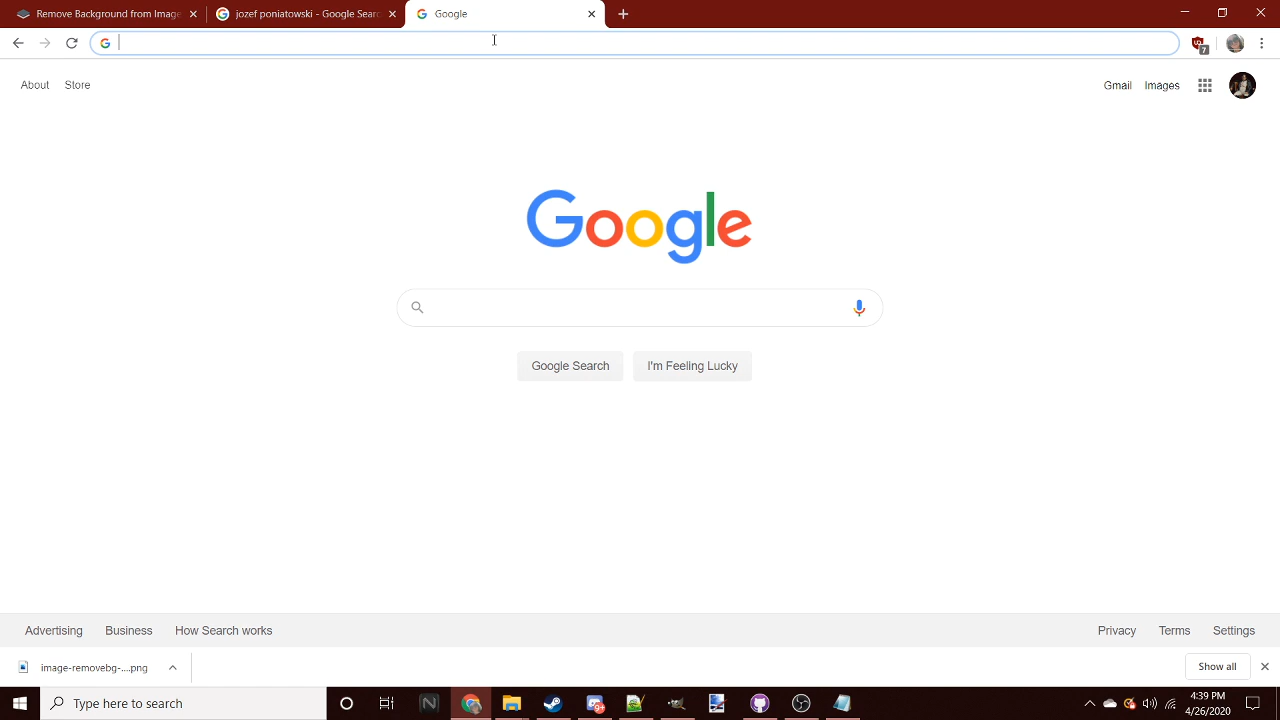 Remove Background from Image
jozef poniatowski - Google Searc
Google
7
About
Store
Gmail
Images
Google
Google Search
I'm Feeling Lucky
Advertising
Business
How Search works
Privacy
Terms
Settings
image-removebg-....png
Show all
Type here to search
4:39 PM
4/26/2020